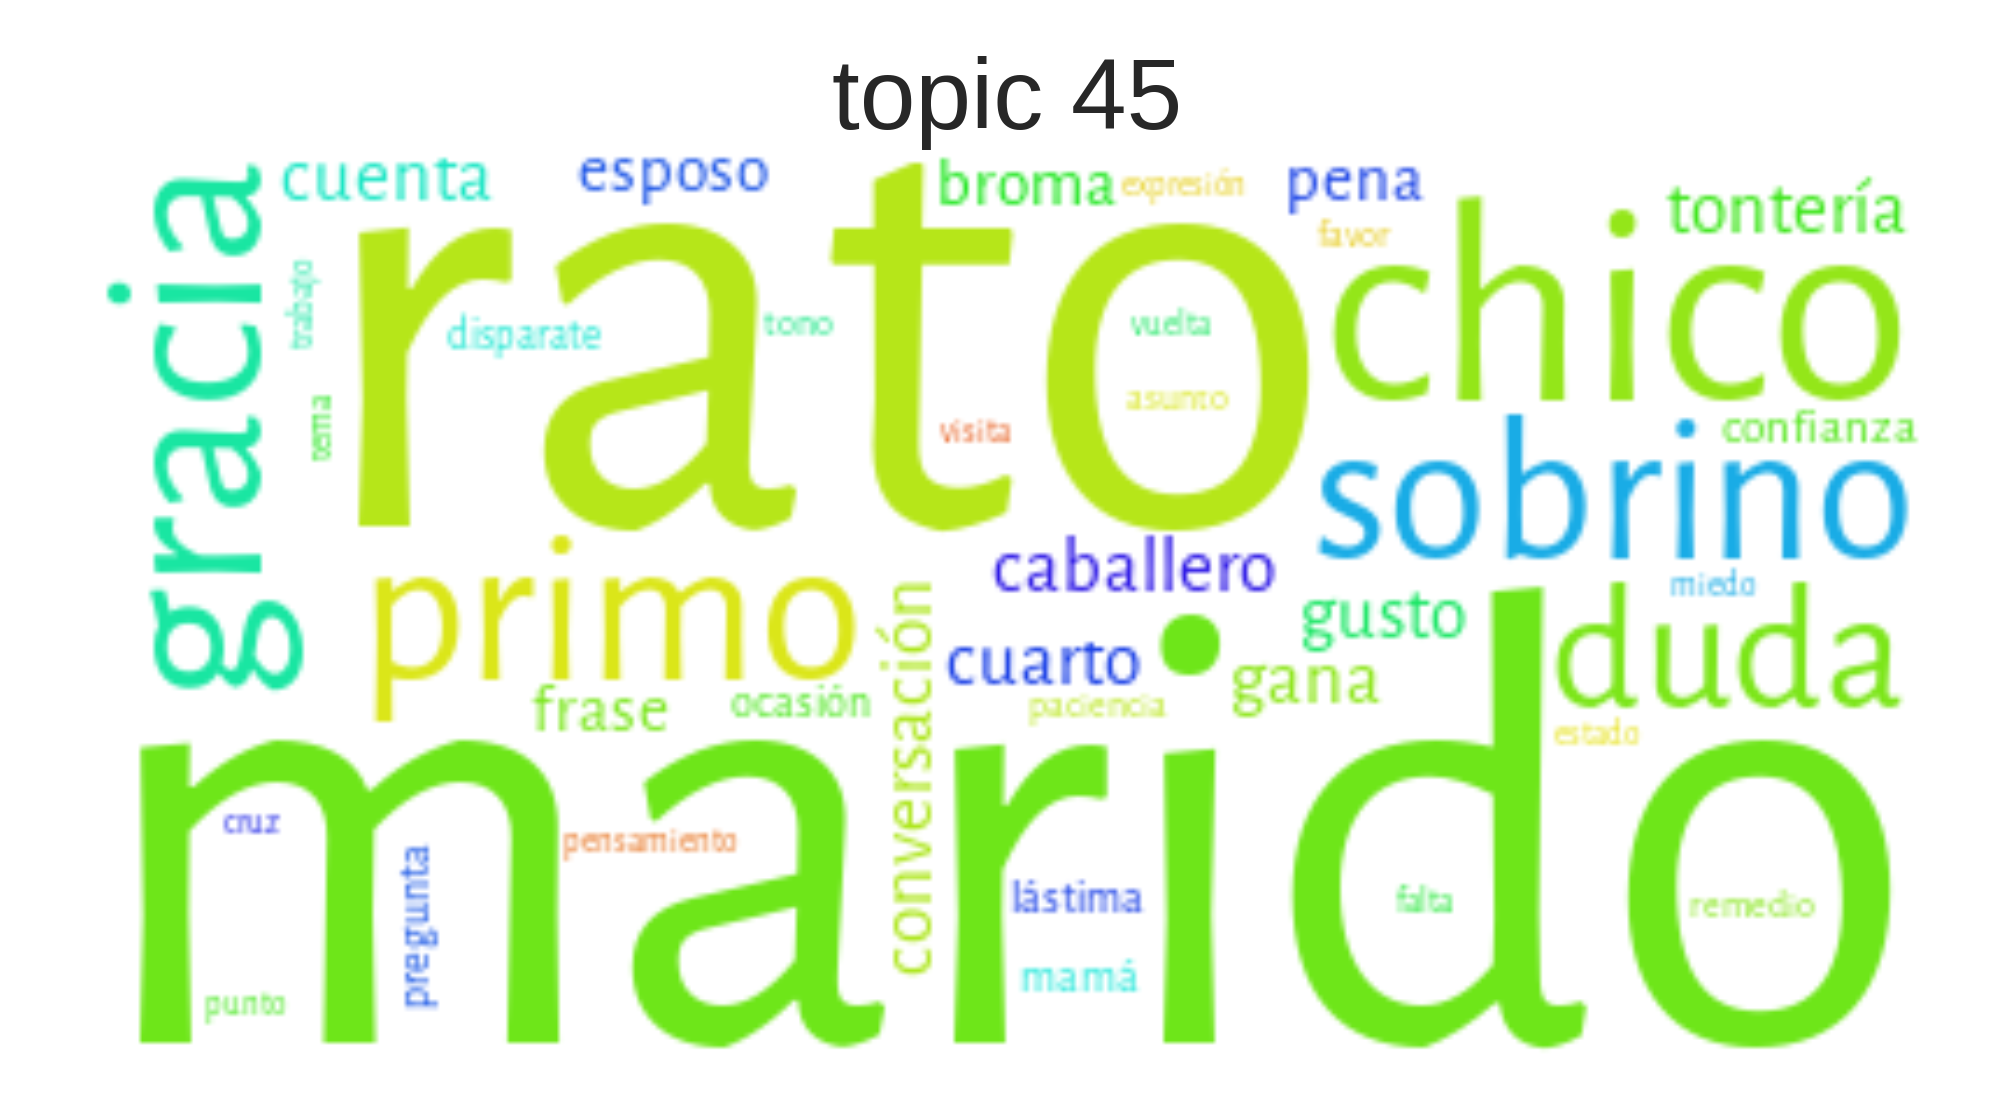 topic 45
gracia
cuenta
esposo
broma
expresión
pena
favor
tontería
rato
chico
trabajo
disparate
tono
vuelta
asunto
visita
tema
confianza
sobrino
primo
caballero
miedo
gusto
duda
cuarto
gana
frase
ocasión
conversación
paciencia
estado
marido
cruz
pregunta
pensamiento
lástima
falta
remedio
mamá
punto